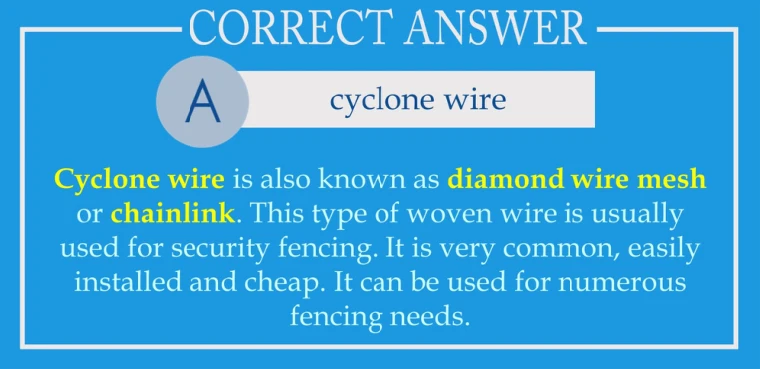 CORRECT ANSWER
A
cyclone wire
Cyclone wire is also known as diamond wire mesh
or chainlink. This type of woven wire is usually
used for security fencing. It is very common, easily
installed and cheap. It can be used for numerous
fencing needs.